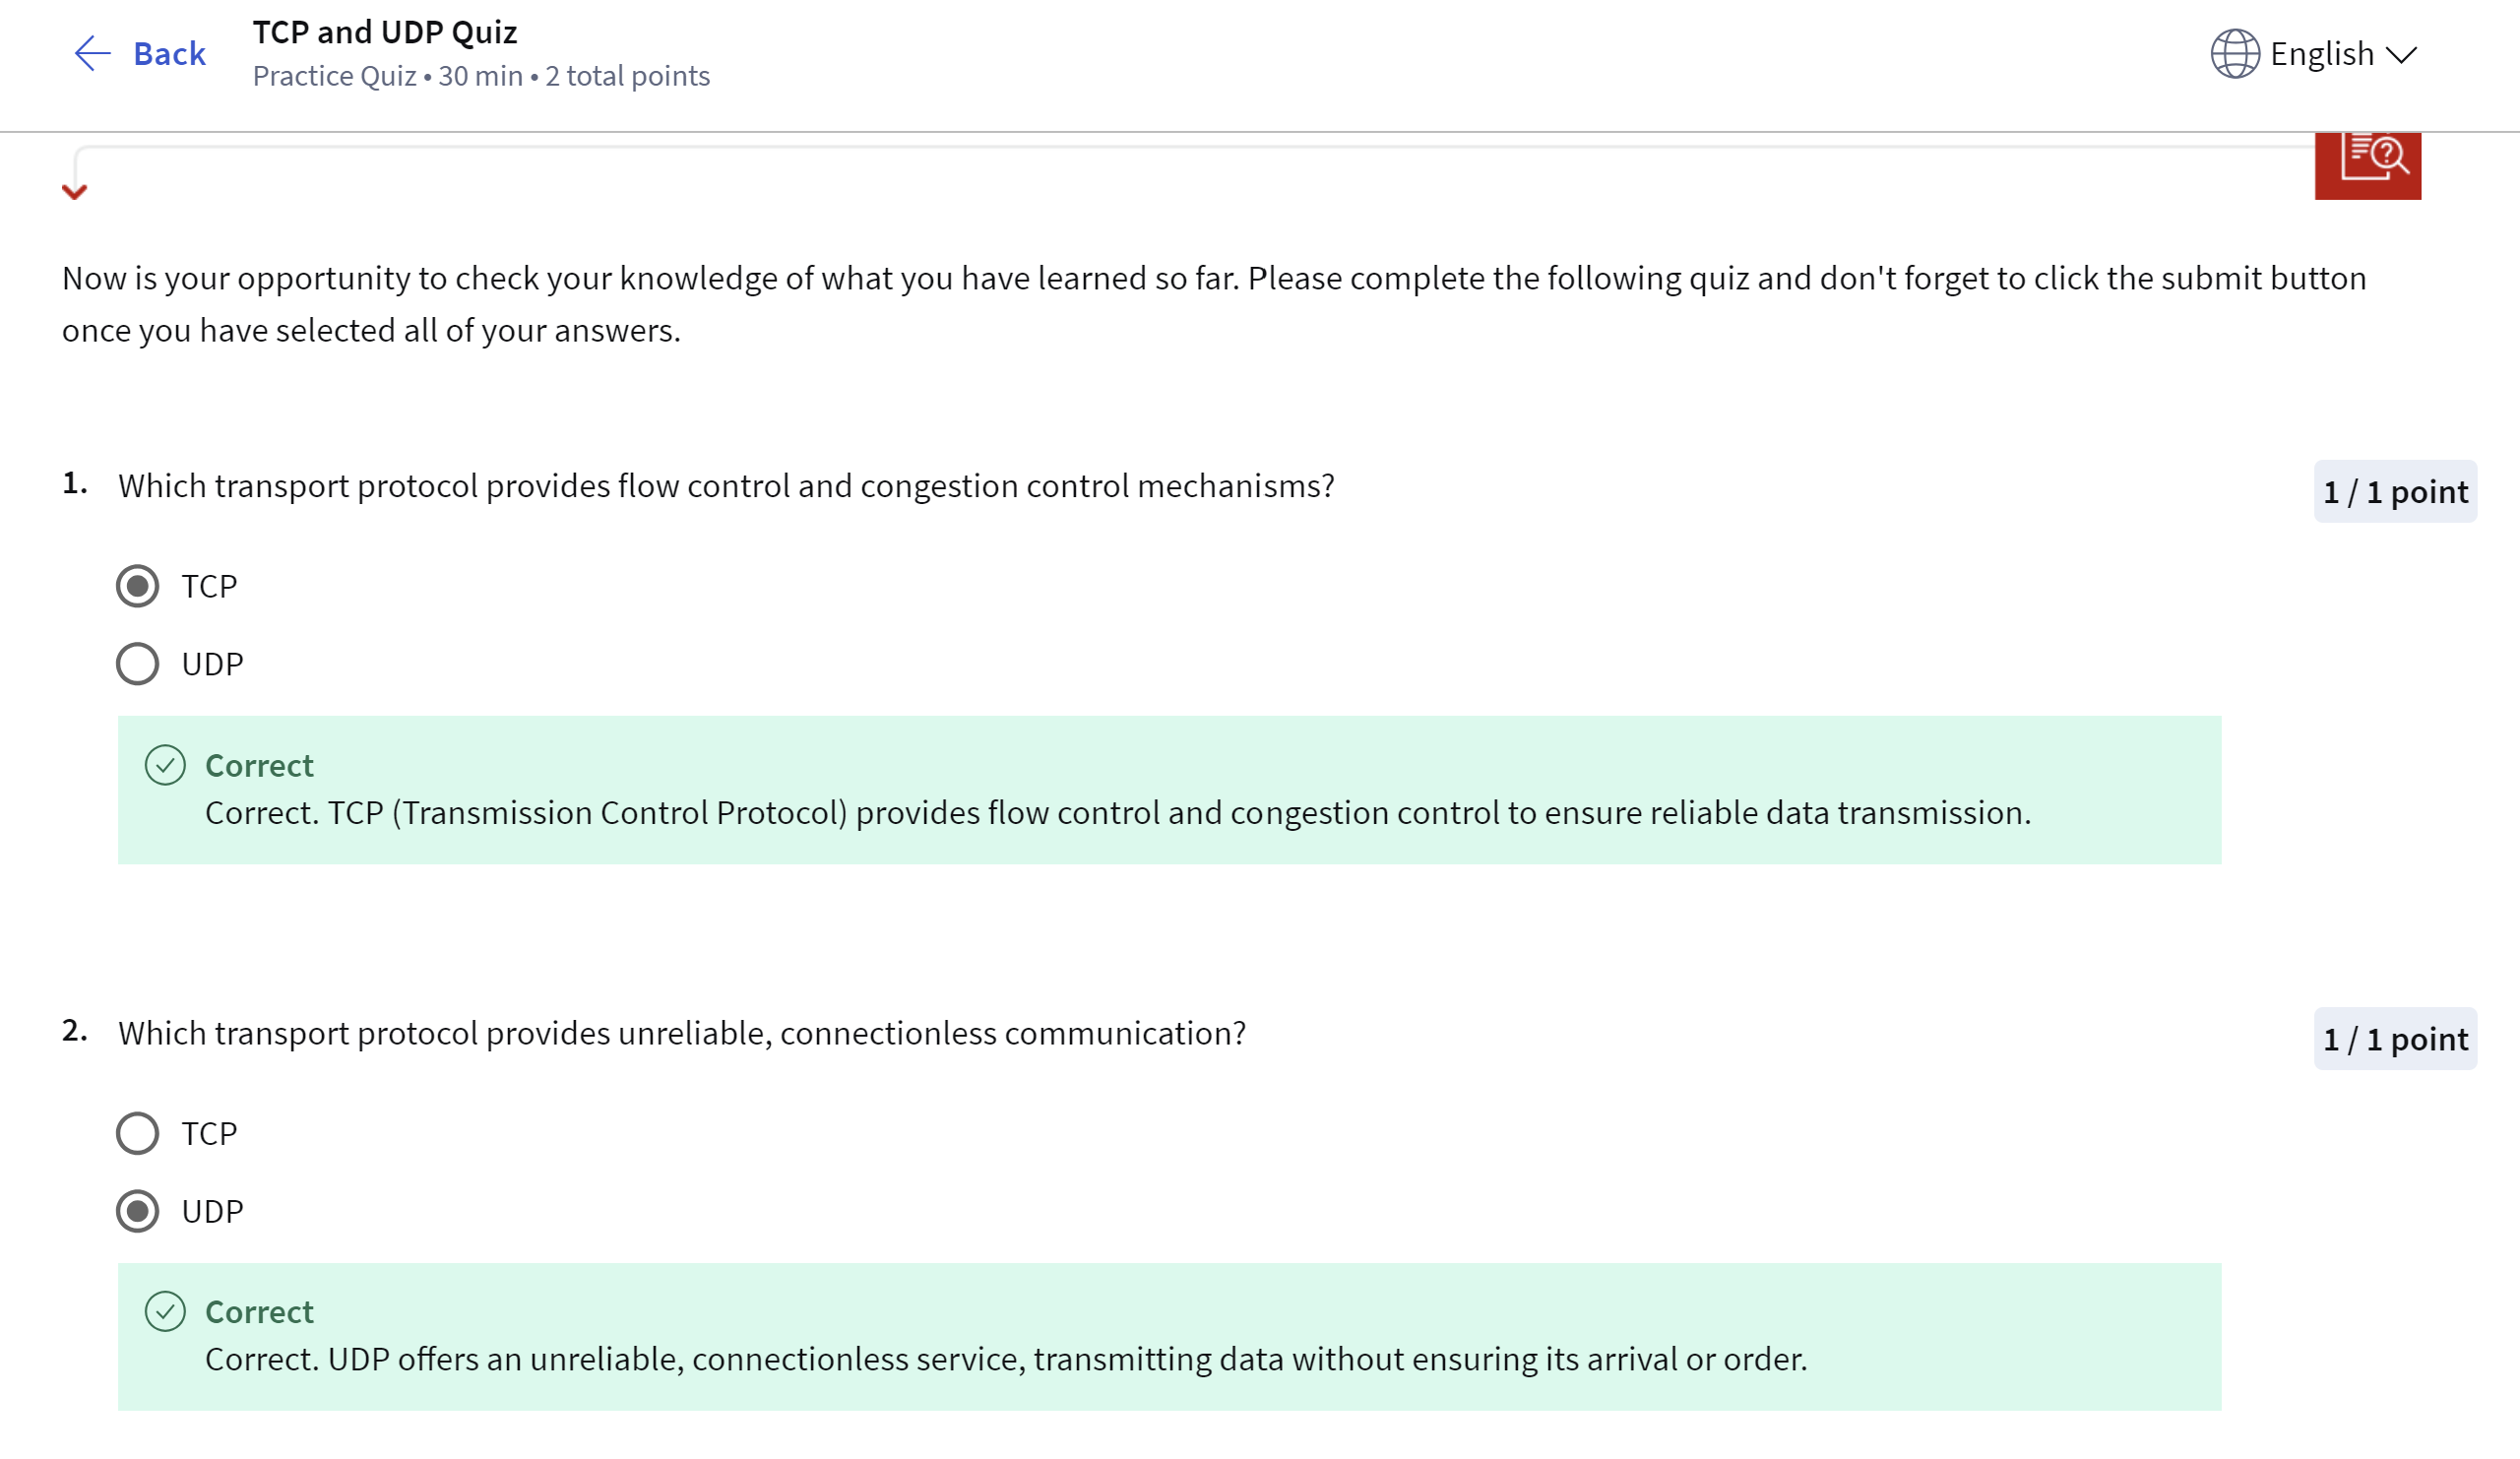 Back
TCP and UDP Quiz
Practice Quiz • 30 min • 2 total points
English
Now is your opportunity to check your knowledge of what you have learned so far. Please complete the following quiz and don't forget to click the submit button
once you have selected all of your answers.
1. Which transport protocol provides flow control and congestion control mechanisms?
1 / 1 point
TCP
UDP
Correct
Correct. TCP (Transmission Control Protocol) provides flow control and congestion control to ensure reliable data transmission.
2. Which transport protocol provides unreliable, connectionless communication?
1 / 1 point
TCP
UDP
Correct
Correct. UDP offers an unreliable, connectionless service, transmitting data without ensuring its arrival or order.